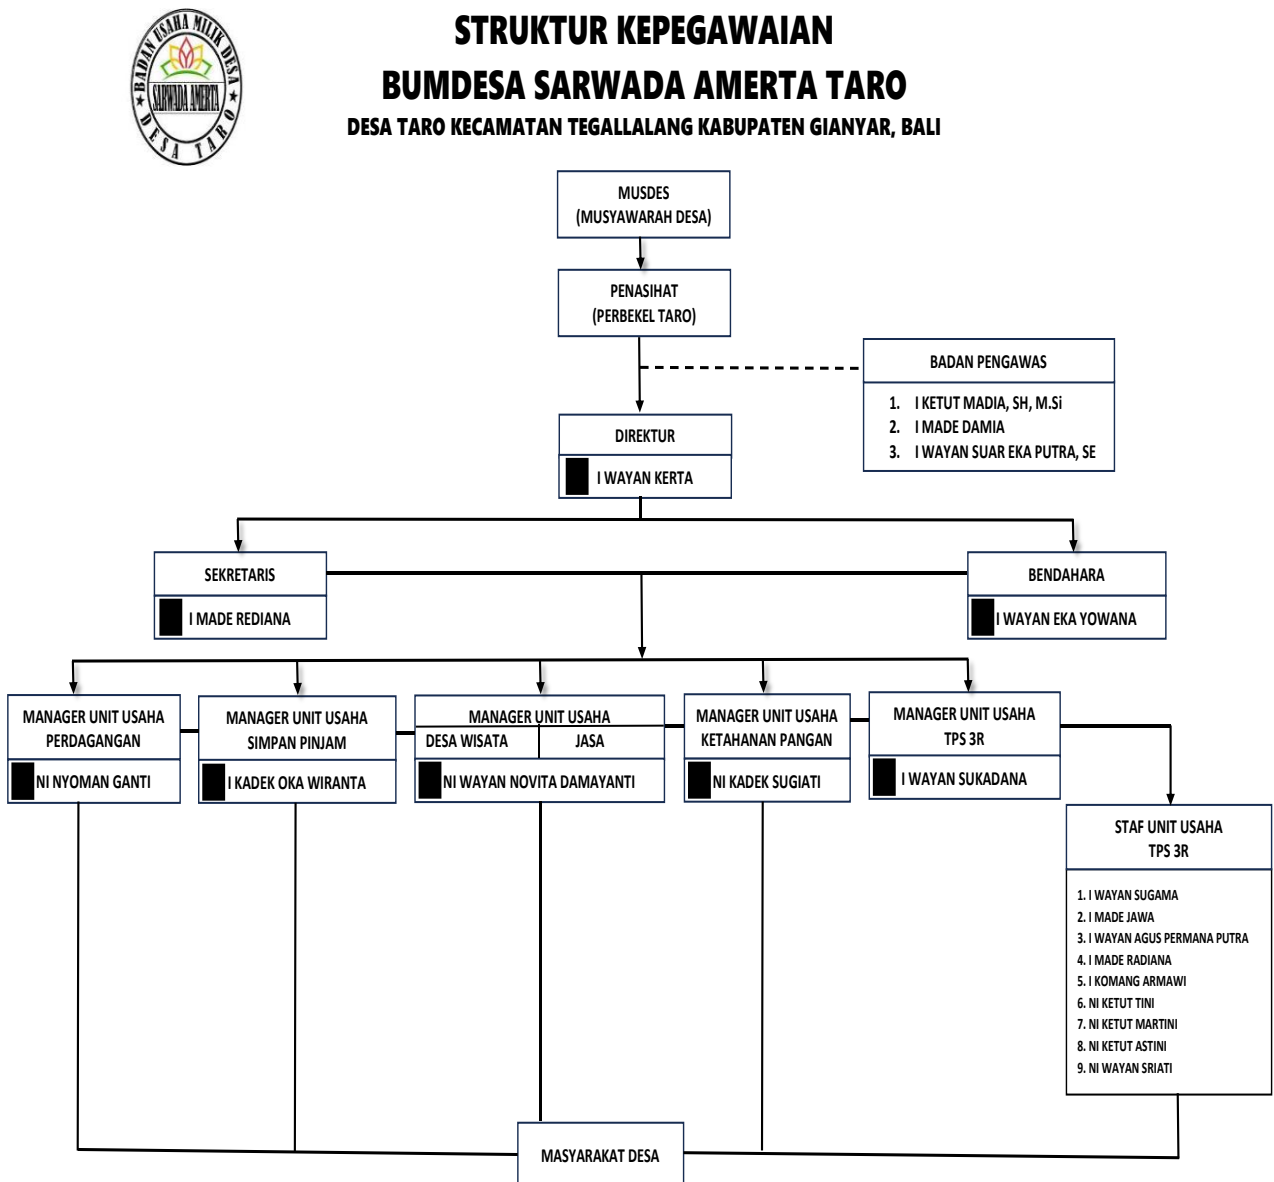 BADAN USAHA MILIK DESA
SARWADA AMERTA
DESA TARO
STRUKTUR KEPEGAWAIAN
BUMDESA SARWADA AMERTA TARO
DESA TARO KECAMATAN TEGALLALANG KABUPATEN GIANYAR, BALI
MUSDES
(MUSYAWARAH DESA)
PENASIHAT
(PERBEKEL TARO)
BADAN PENGAWAS
1. I KETUT MADIA, SH, M.Si
2. I MADE DAMIA
3. I WAYAN SUAR EKA PUTRA, SE
DIREKTUR
I WAYAN KERTA
SEKRETARIS
I MADE REDIANA
BENDAHARA
I WAYAN EKA YOWANA
MANAGER UNIT USAHA
PERDAGANGAN
NI NYOMAN GANTI
MANAGER UNIT USAHA
SIMPAN PINJAM
I KADEK OKA WIRANTA
MANAGER UNIT USAHA
DESA WISATA JASA
NI WAYAN NOVITA DAMAYANTI
MANAGER UNIT USAHA
KETAHANAN PANGAN
NI KADEK SUGIATI
MANAGER UNIT USAHA
TPS 3R
I WAYAN SUKADANA
STAF UNIT USAHA
TPS 3R
1. I WAYAN SUGAMA
2. I MADE JAWA
3. I WAYAN AGUS PERMANA PUTRA
4. I MADE RADIANA
5. I KOMANG ARMAWI
6. NI KETUT TINI
7. NI KETUT MARTINI
8. NI KETUT ASTINI
9. NI WAYAN SRIATI
MASYARAKAT DESA